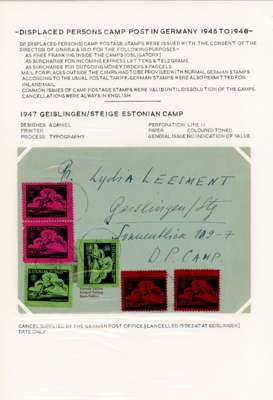 -DISPLACED PERSONS CAMP POST IN GERMANY 1946 TO 1948-
DP (DISPLACED PERSONS) CAMP POSTAGE STAMPS WERE ISSUED WITH THE CONSENT OF THE
DIRECTOR OF UNRRA & IRO FOR THE FOLLOWING PURPOSES-
AS FREE FRANKING INSIDE THE CAMPS (OBLIGATORY)
AS SURCHARGE FOR INCOMING EXPRESS LETTERS & TELEGRAMS
AS SURCHARGE FOR OUTGOING MONEY ORDERS & PARCELS
MAIL FOR PLACES OUTSIDE THE CAMPS HAD TO BE PROVIDED WITH NORMAL GERMAN STAMPS
ACCORDING TO THE USUAL POSTAL TARIFF. GERMAN STAMPS WERE ALSO PERMITTED FOR
INLAND MAIL
COMMON ISSUES OF CAMP POSTAGE STAMPS WERE VALID UNTIL DISSOLUTION OF THE CAMPS.
CANCELLATIONS WERE ALWAYS IN ENGLISH
1947 GEISLINGEN/STEIGE ESTONIAN CAMP
DESIGNER A DANIEL PERFORATION LINE 11
PRINTER PAPER COLOURED TONED
PROCESS TYPOGRAPHY GENERAL ISSUE NO INDICATION OF VALUE
Lydia LEESMENT
Geislingen/Stg
109-7
D.P. CAMP.
CANCEL SUPPLIED BY THE GERMAN POST OFFICE
DATE ONLY